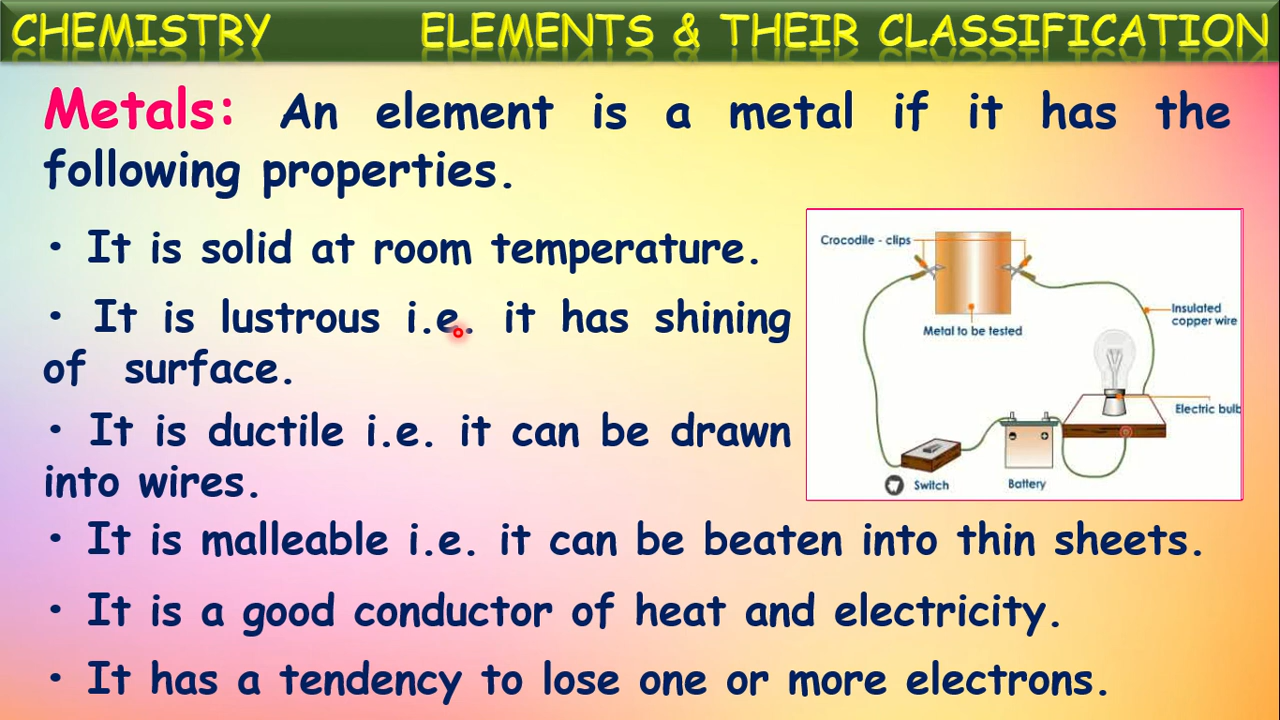 CHEMISTRY ELEMENTS & THEIR CLASSIFICATION
Metals: An element is a metal if it has the
following properties.
• It is solid at room temperature.
• It is lustrous i.e. it has shining
of surface.
• It is ductile i.e. it can be drawn
into wires.
• It is malleable i.e. it can be beaten into thin sheets.
• It is a good conductor of heat and electricity.
• It has a tendency to lose one or more electrons.
Crocodile - clips
Metal to be tested
Insulated
copper wire
Electric bulb
Switch
Battery